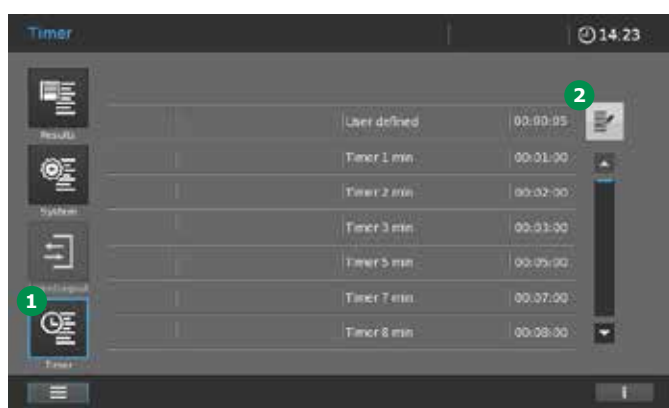 Timer 14.23
2
Results
User defined 00:00:05
Timer 1 min 00:01:00
System
Timer 2 min 00:02:00
Timer 3 min 00:03:00
Timer 5 min 00:05:00
1
Timer 7 min 00:07:00
Timer 8 min 00:08:00
Timer